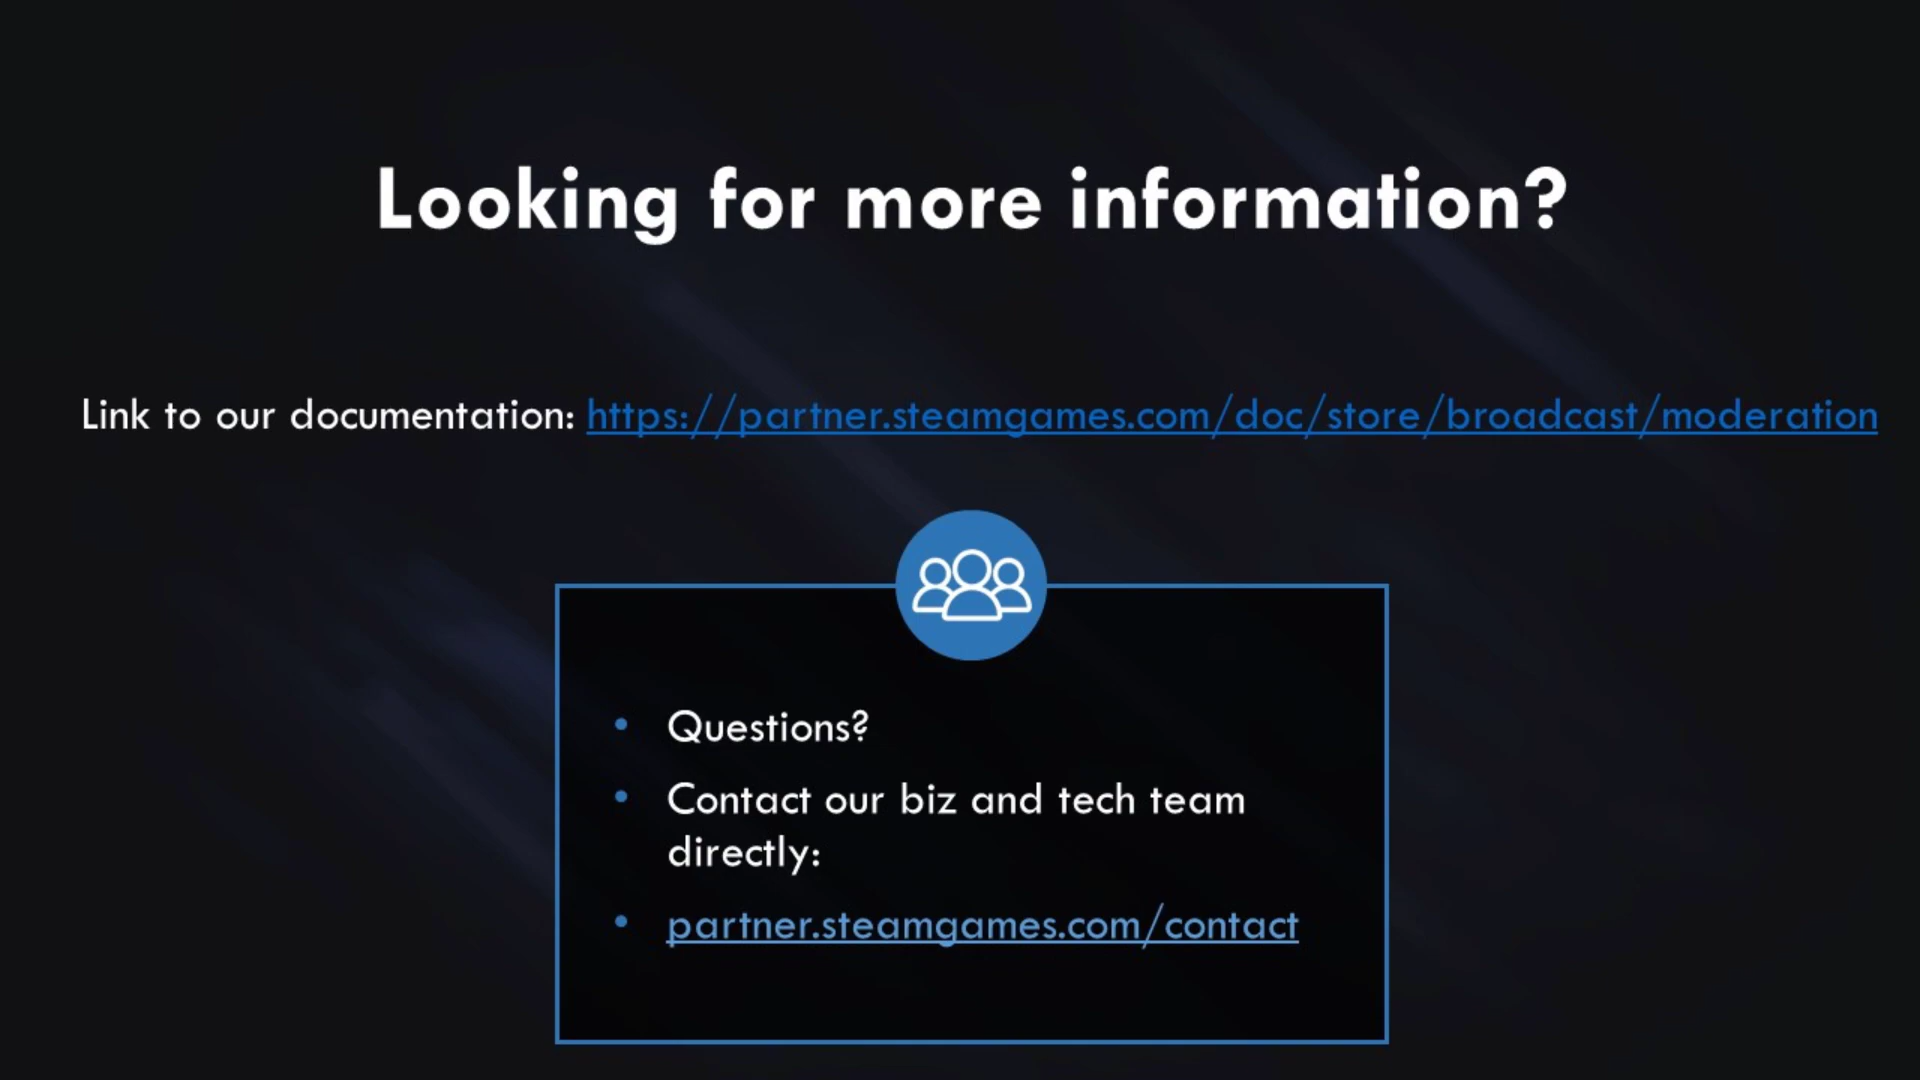 Looking for more information?
Link to our documentation: https://partner.steamgames.com/doc/store/broadcast/moderation
• Questions?
• Contact our biz and tech team
directly:
• partner.steamgames.com/contact